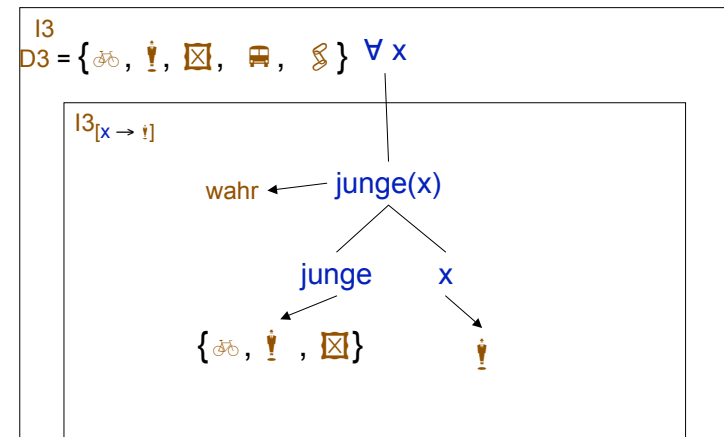 I3
D3 = { 🚲, 🕴, 🖾, 🚍, 🖇 } ∀ x
I3[x → 🕴]
wahr
junge(x)
junge x
{ 🚲, 🕴, 🖾}
🕴